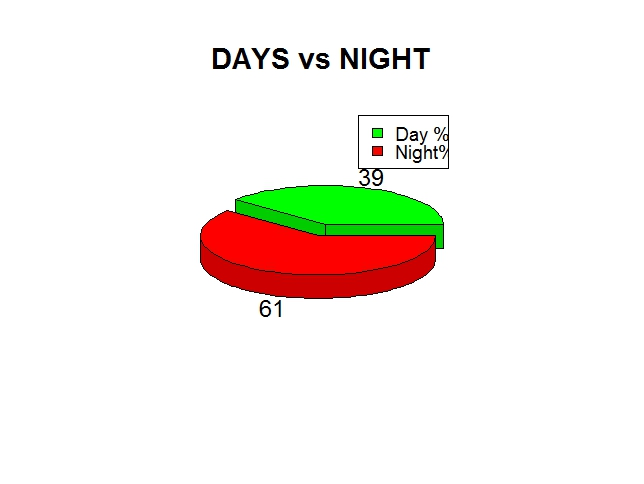 DAYS vs NIGHT
Day %
Night%
39
61